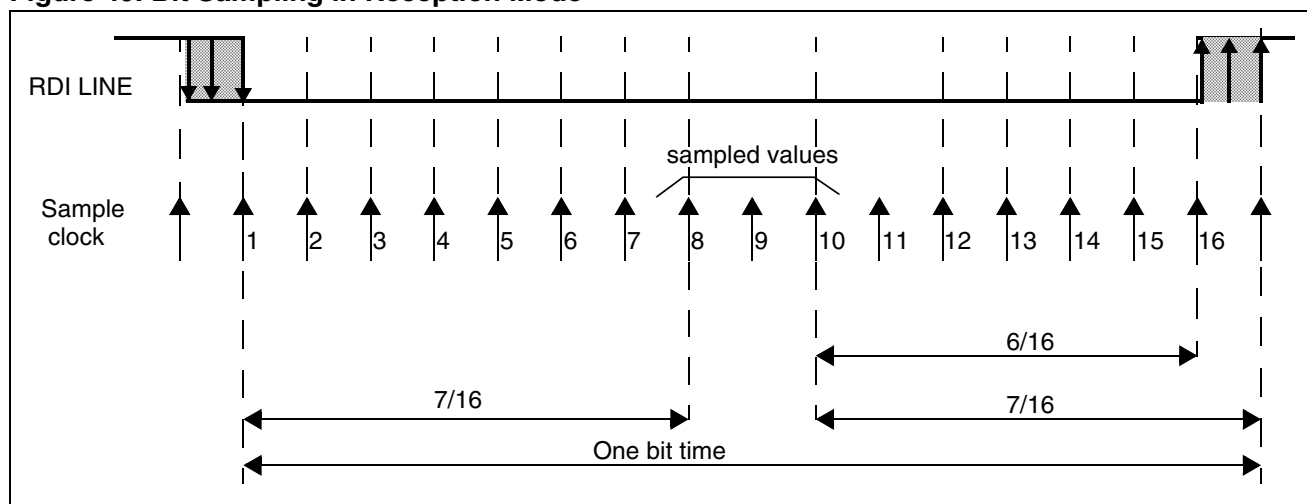 Figure Bit Sampling in Reception Mode
RDI LINE
sampled values
Sample
clock
1 2 3 4 5 6 7 8 9 10 11 12 13 14 15 16
6/16
7/16 7/16
One bit time